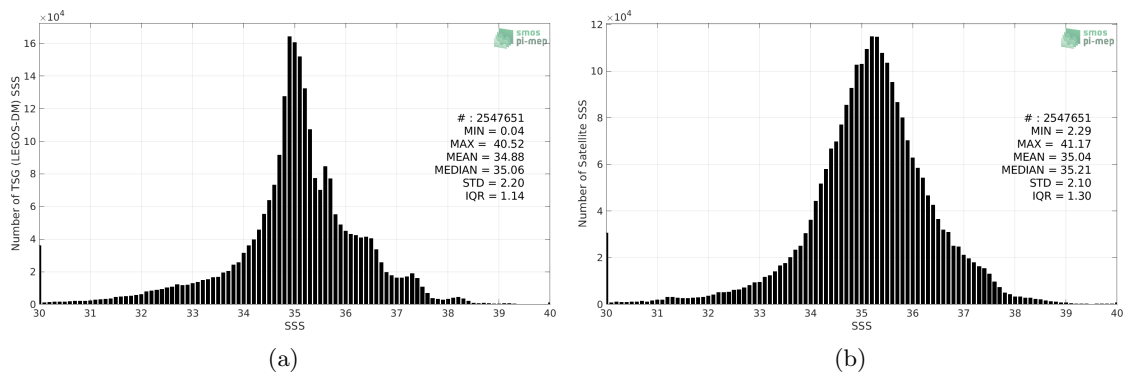 ×10⁴
smos
pi-mep
16
14
12
10
8
6
4
2
0
Number of TSG (LEGOS-DM) SSS
# : 2547651
MIN = 0.04
MAX = 40.52
MEAN = 34.88
MEDIAN = 35.06
STD = 2.20
IQR = 1.14
30 31 32 33 34 35 36 37 38 39 40
SSS
(a)
×10⁴
smos
pi-mep
12
10
8
6
4
2
0
Number of Satellite SSS
# : 2547651
MIN = 2.29
MAX = 41.17
MEAN = 35.04
MEDIAN = 35.21
STD = 2.10
IQR = 1.30
30 31 32 33 34 35 36 37 38 39 40
SSS
(b)